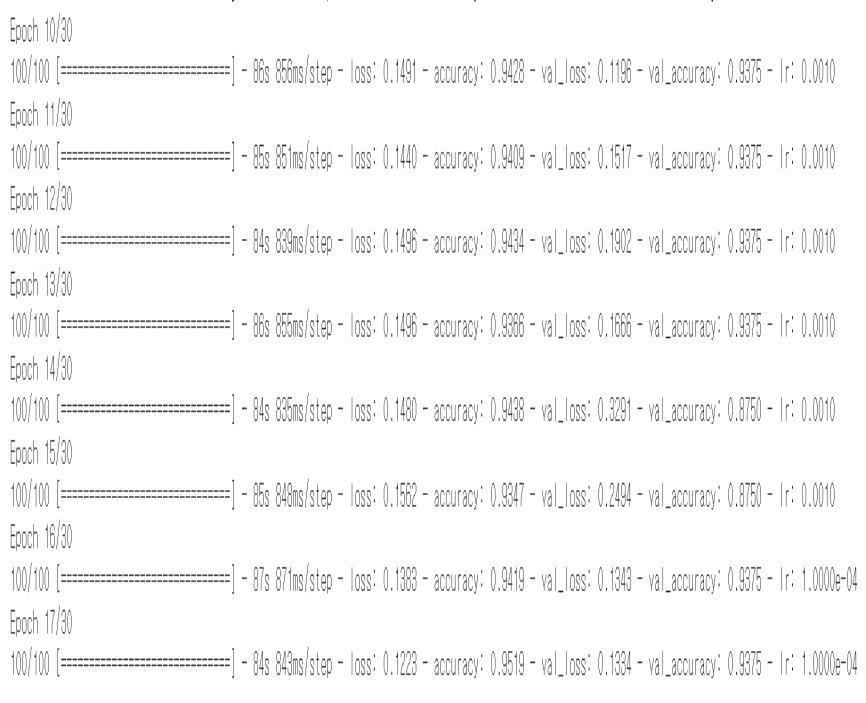 Epoch 10/30
100/100 [==============================] - 86s 856ms/step - loss: 0.1491 - accuracy: 0.9428 - val_loss: 0.1196 - val_accuracy: 0.9375 - lr: 0.0010
Epoch 11/30
100/100 [==============================] - 85s 851ms/step - loss: 0.1440 - accuracy: 0.9409 - val_loss: 0.1517 - val_accuracy: 0.9375 - lr: 0.0010
Epoch 12/30
100/100 [==============================] - 84s 839ms/step - loss: 0.1496 - accuracy: 0.9434 - val_loss: 0.1902 - val_accuracy: 0.9375 - lr: 0.0010
Epoch 13/30
100/100 [==============================] - 86s 855ms/step - loss: 0.1496 - accuracy: 0.9366 - val_loss: 0.1666 - val_accuracy: 0.9375 - lr: 0.0010
Epoch 14/30
100/100 [==============================] - 84s 835ms/step - loss: 0.1480 - accuracy: 0.9438 - val_loss: 0.3291 - val_accuracy: 0.8750 - lr: 0.0010
Epoch 15/30
100/100 [==============================] - 85s 848ms/step - loss: 0.1562 - accuracy: 0.9347 - val_loss: 0.2494 - val_accuracy: 0.8750 - lr: 0.0010
Epoch 16/30
100/100 [==============================] - 87s 871ms/step - loss: 0.1383 - accuracy: 0.9419 - val_loss: 0.1343 - val_accuracy: 0.9375 - lr: 1.0000e-04
Epoch 17/30
100/100 [==============================] - 84s 843ms/step - loss: 0.1223 - accuracy: 0.9519 - val_loss: 0.1334 - val_accuracy: 0.9375 - lr: 1.0000e-04